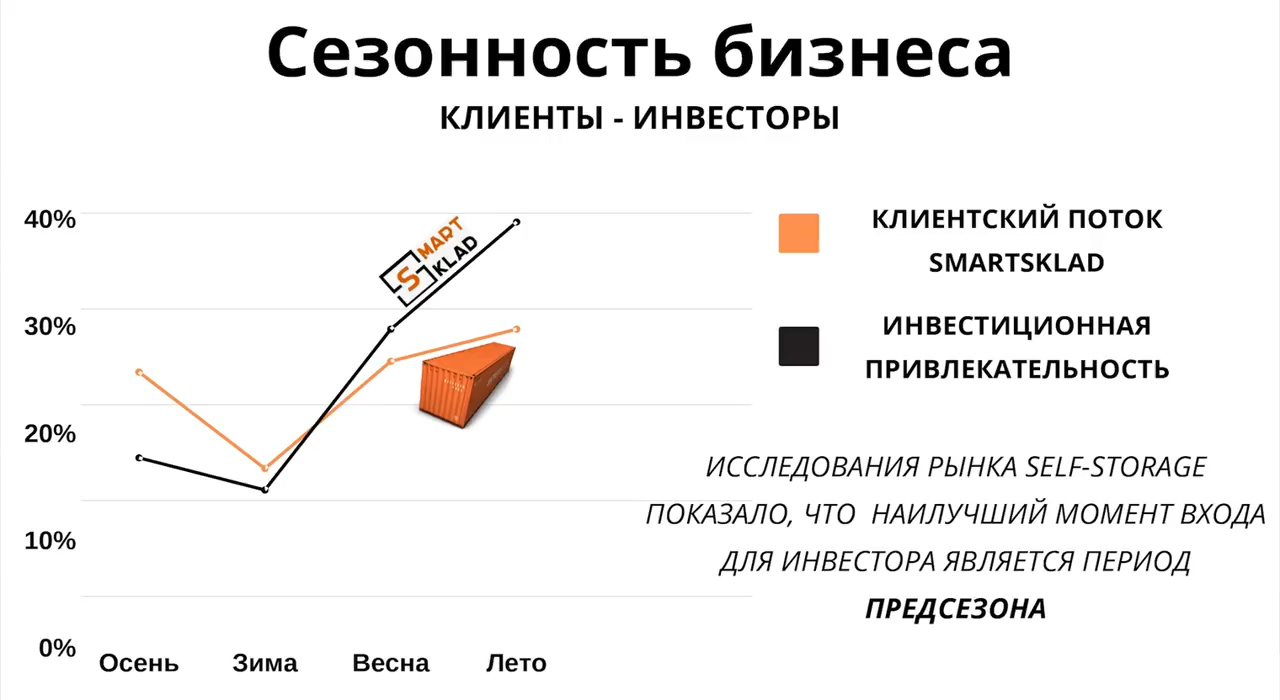 Сезонность бизнеса
КЛИЕНТЫ - ИНВЕСТОРЫ
40%
30%
20%
10%
0%
Осень Зима Весна Лето
SMART
SKLAD
КЛИЕНТСКИЙ ПОТОК
SMARTSKLAD
ИНВЕСТИЦИОННАЯ
ПРИВЛЕКАТЕЛЬНОСТЬ
ИССЛЕДОВАНИЯ РЫНКА SELF-STORAGE
ПОКАЗАЛО, ЧТО НАИЛУЧШИЙ МОМЕНТ ВХОДА
ДЛЯ ИНВЕСТОРА ЯВЛЯЕТСЯ ПЕРИОД
ПРЕДСЕЗОНА